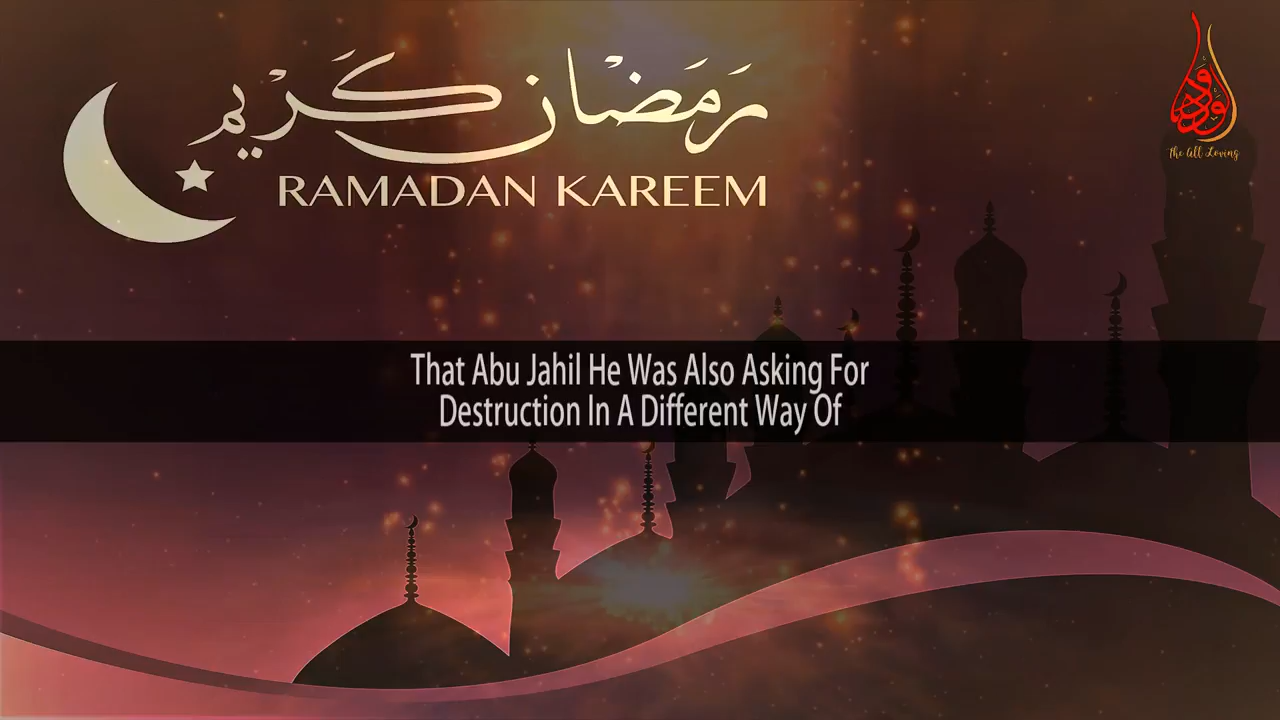 رَمَضَان كَرْيم
RAMADAN KAREEM
الودود
The All Loving
That Abu Jahil He Was Also Asking For
Destruction In A Different Way Of